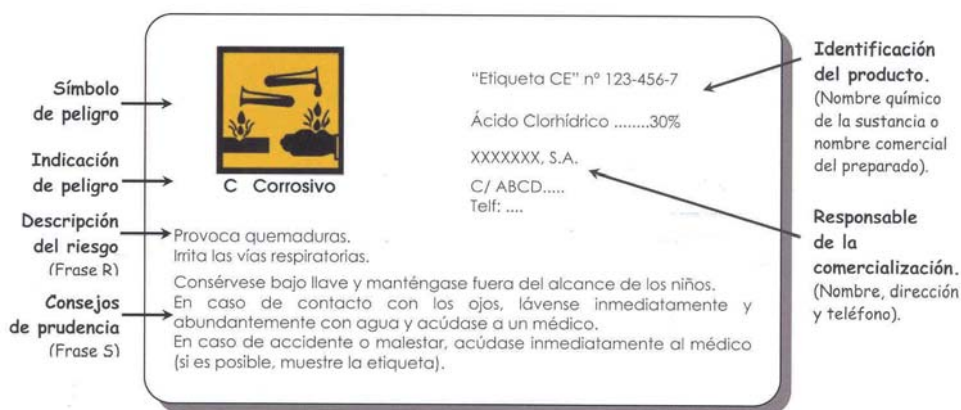 Símbolo
de peligro
Indicación
de peligro
Descripción
del riesgo
(Frase R)
Consejos
de prudencia
(Frase S)
C Corrosivo
"Etiqueta CE" nº 123-456-7
Ácido Clorhídrico ........30%
XXXXXXX, S.A.
C/ ABCD.....
Telf: ....
Provoca quemaduras.
Irrita las vías respiratorias.
Consérvese bajo llave y manténgase fuera del alcance de los niños.
En caso de contacto con los ojos, lávense inmediatamente y
abundantemente con agua y acúdase a un médico.
En caso de accidente o malestar, acúdase inmediatamente al médico
(si es posible, muestre la etiqueta).
Identificación
del producto.
(Nombre químico
de la sustancia o
nombre comercial
del preparado).
Responsable
de la
comercialización.
(Nombre, dirección
y teléfono).